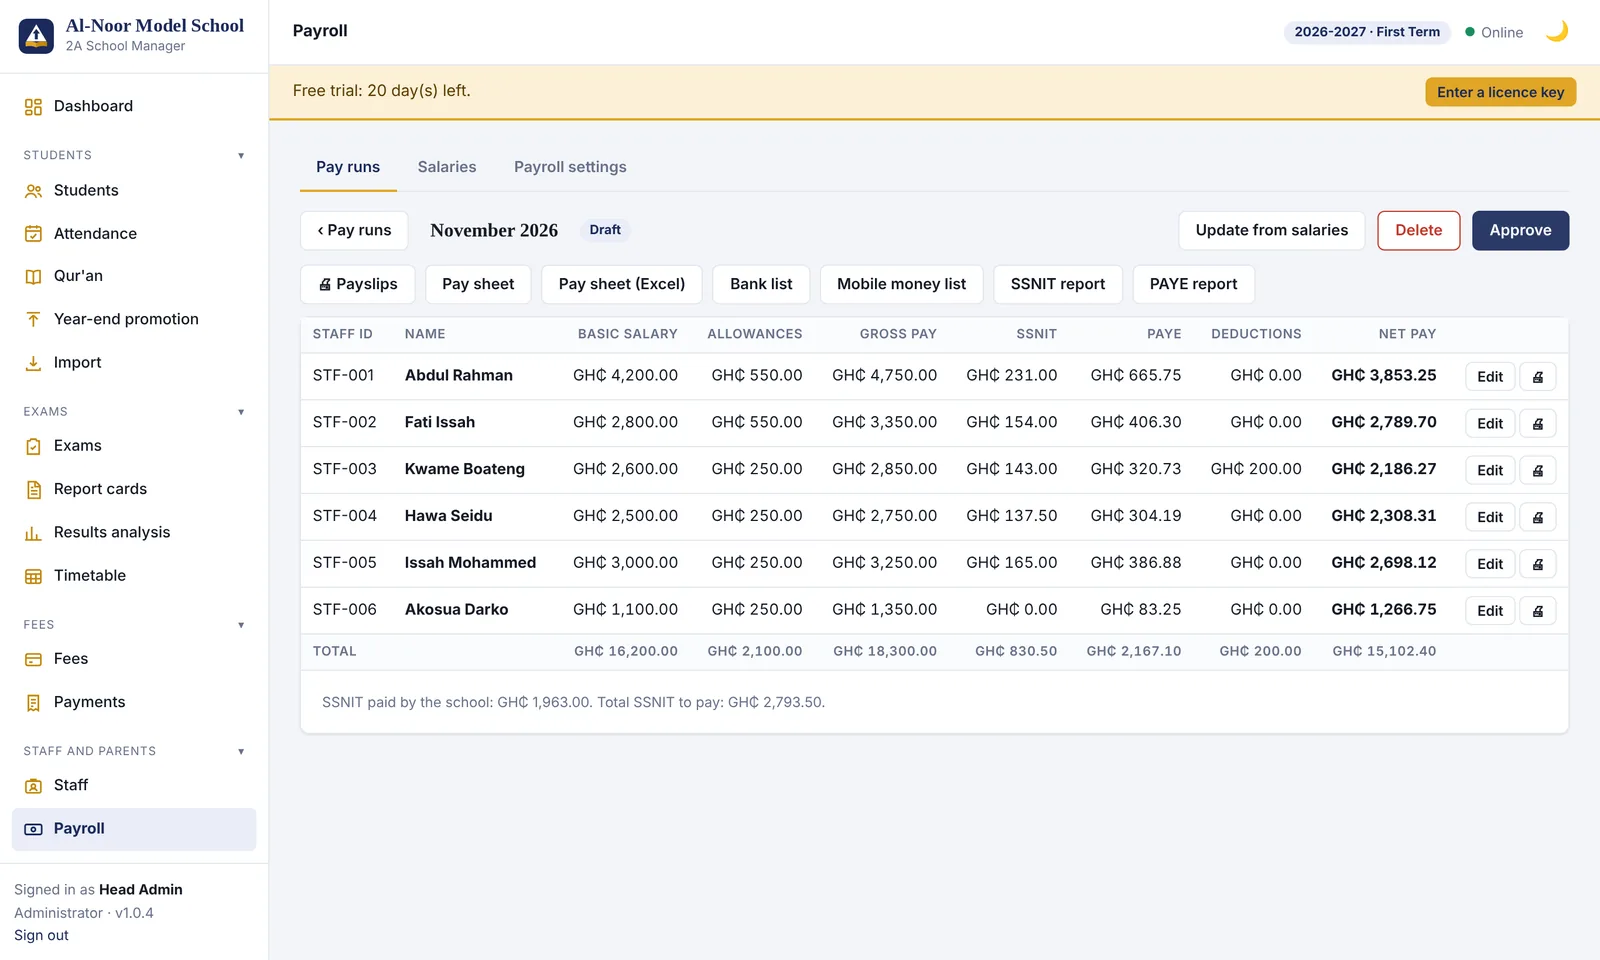 Al-Noor Model School
2A School Manager
Dashboard
STUDENTS
Students
Attendance
Qur'an
Year-end promotion
Import
EXAMS
Exams
Report cards
Results analysis
Timetable
FEES
Fees
Payments
STAFF AND PARENTS
Staff
Payroll
Signed in as Head Admin
Administrator · v1.0.4
Sign out
Payroll
2026-2027 · First Term
Online
Free trial: 20 day(s) left.
Enter a licence key
Pay runs Salaries Payroll settings
‹ Pay runs November 2026 Draft Update from salaries Delete Approve
Payslips Pay sheet Pay sheet (Excel) Bank list Mobile money list SSNIT report PAYE report
STAFF ID NAME BASIC SALARY ALLOWANCES GROSS PAY SSNIT PAYE DEDUCTIONS NET PAY
STF-001 Abdul Rahman GH₵ 4,200.00 GH₵ 550.00 GH₵ 4,750.00 GH₵ 231.00 GH₵ 665.75 GH₵ 0.00 GH₵ 3,853.25 Edit
STF-002 Fati Issah GH₵ 2,800.00 GH₵ 550.00 GH₵ 3,350.00 GH₵ 154.00 GH₵ 406.30 GH₵ 0.00 GH₵ 2,789.70 Edit
STF-003 Kwame Boateng GH₵ 2,600.00 GH₵ 250.00 GH₵ 2,850.00 GH₵ 143.00 GH₵ 320.73 GH₵ 200.00 GH₵ 2,186.27 Edit
STF-004 Hawa Seidu GH₵ 2,500.00 GH₵ 250.00 GH₵ 2,750.00 GH₵ 137.50 GH₵ 304.19 GH₵ 0.00 GH₵ 2,308.31 Edit
STF-005 Issah Mohammed GH₵ 3,000.00 GH₵ 250.00 GH₵ 3,250.00 GH₵ 165.00 GH₵ 386.88 GH₵ 0.00 GH₵ 2,698.12 Edit
STF-006 Akosua Darko GH₵ 1,100.00 GH₵ 250.00 GH₵ 1,350.00 GH₵ 0.00 GH₵ 83.25 GH₵ 0.00 GH₵ 1,266.75 Edit
TOTAL GH₵ 16,200.00 GH₵ 2,100.00 GH₵ 18,300.00 GH₵ 830.50 GH₵ 2,167.10 GH₵ 200.00 GH₵ 15,102.40
SSNIT paid by the school: GH₵ 1,963.00. Total SSNIT to pay: GH₵ 2,793.50.